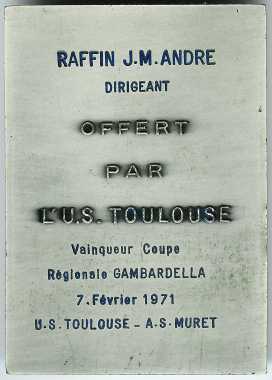 RAFFIN J.M. ANDRE
DIRIGEANT
OFFERT
PAR
L'U.S. TOULOUSE
Vainqueur Coupe
Régionale GAMBARDELLA
7. Février 1971
U.S. TOULOUSE - A.S. MURET